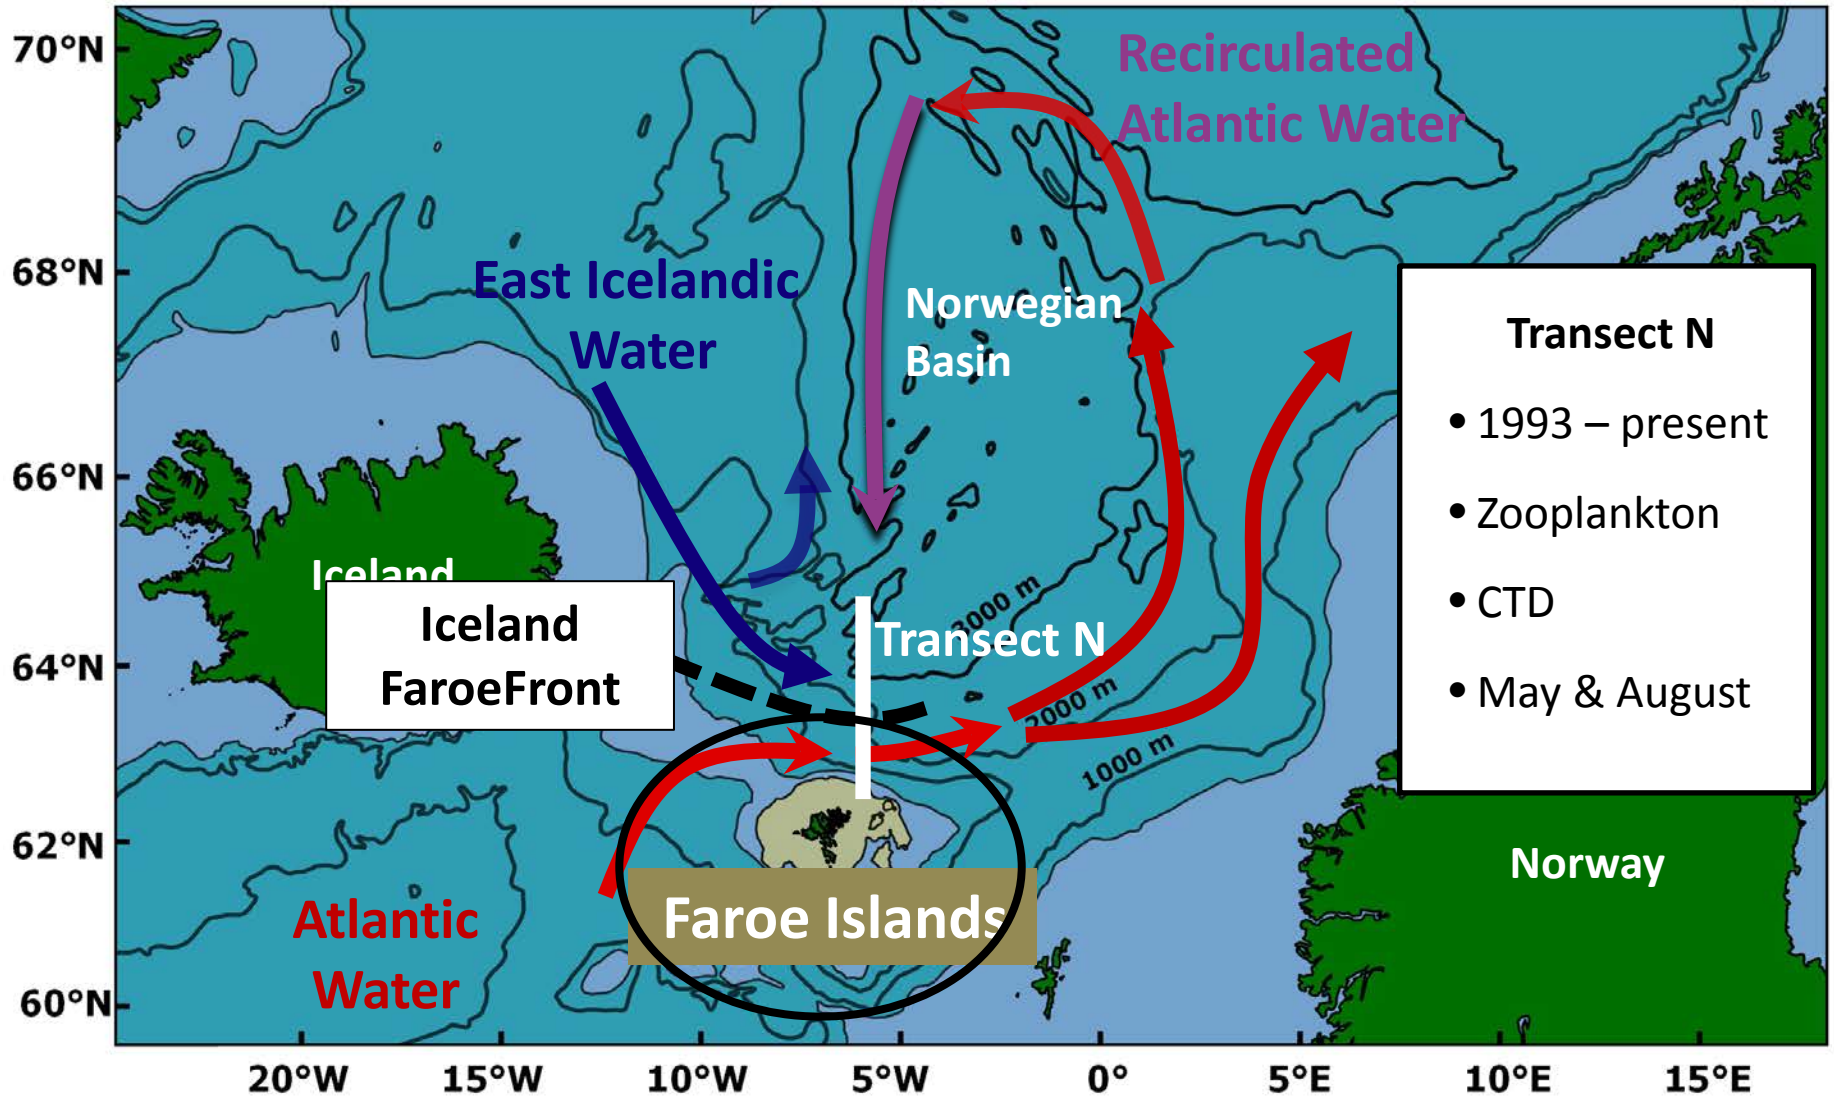 70°N
68°N
66°N
64°N
62°N
60°N
20°W
15°W
10°W
5°W
0°
5°E
10°E
15°E
Recirculated
Atlantic Water
East Icelandic
Water
Norwegian
Basin
Iceland
Iceland
FaroeFront
Transect N
3000 m
2000 m
1000 m
Atlantic
Water
Faroe Islands
Norway
Transect N
• 1993 – present
• Zooplankton
• CTD
• May & August